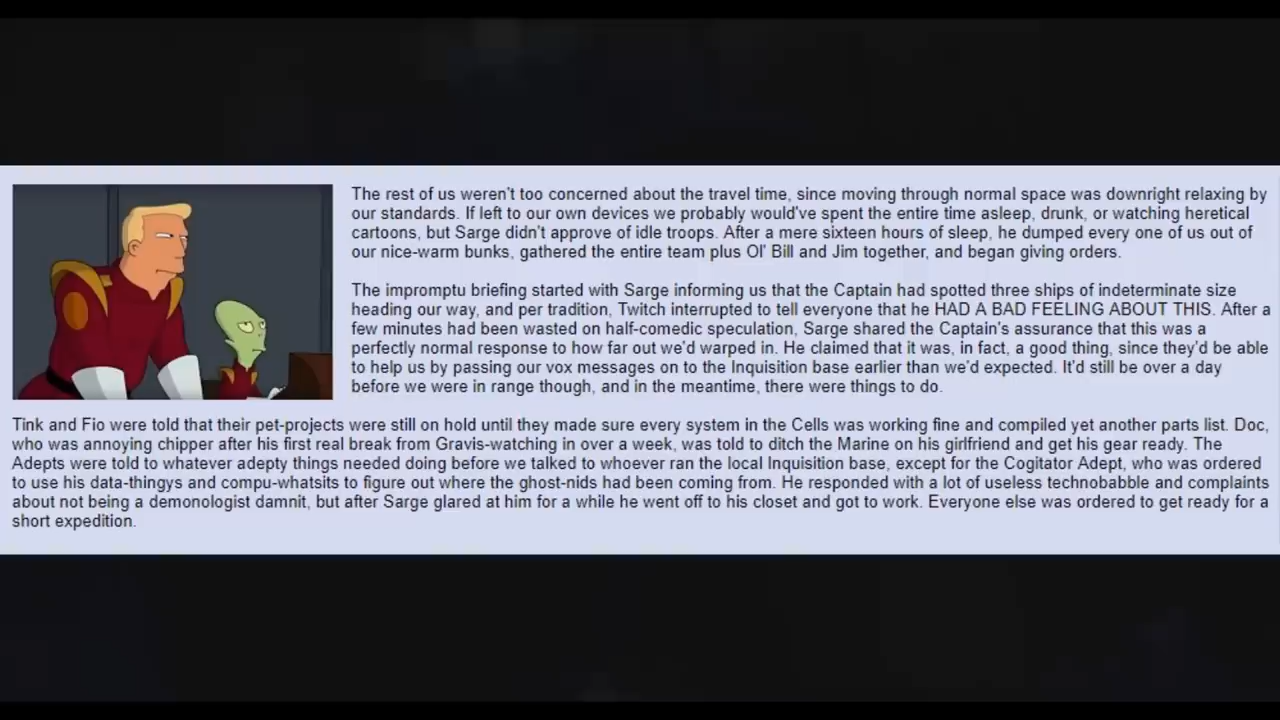 The rest of us weren't too concerned about the travel time, since moving through normal space was downright relaxing by
our standards. If left to our own devices we probably would've spent the entire time asleep, drunk, or watching heretical
cartoons, but Sarge didn't approve of idle troops. After a mere sixteen hours of sleep, he dumped every one of us out of
our nice-warm bunks, gathered the entire team plus Ol' Bill and Jim together, and began giving orders.
The impromptu briefing started with Sarge informing us that the Captain had spotted three ships of indeterminate size
heading our way, and per tradition, Twitch interrupted to tell everyone that he HAD A BAD FEELING ABOUT THIS. After a
few minutes had been wasted on half-comedic speculation, Sarge shared the Captain's assurance that this was a
perfectly normal response to how far out we'd warped in. He claimed that it was, in fact, a good thing, since they'd be able
to help us by passing our vox messages on to the Inquisition base earlier than we'd expected. It'd still be over a day
before we were in range though, and in the meantime, there were things to do.
Tink and Fio were told that their pet-projects were still on hold until they made sure every system in the Cells was working fine and compiled yet another parts list. Doc,
who was annoying chipper after his first real break from Gravis-watching in over a week, was told to ditch the Marine on his girlfriend and get his gear ready. The
Adepts were told to whatever adepty things needed doing before we talked to whoever ran the local Inquisition base, except for the Cogitator Adept, who was ordered
to use his data-thingys and compu-whatsits to figure out where the ghost-nids had been coming from. He responded with a lot of useless technobabble and complaints
about not being a demonologist damnit, but after Sarge glared at him for a while he went off to his closet and got to work. Everyone else was ordered to get ready for a
short expedition.